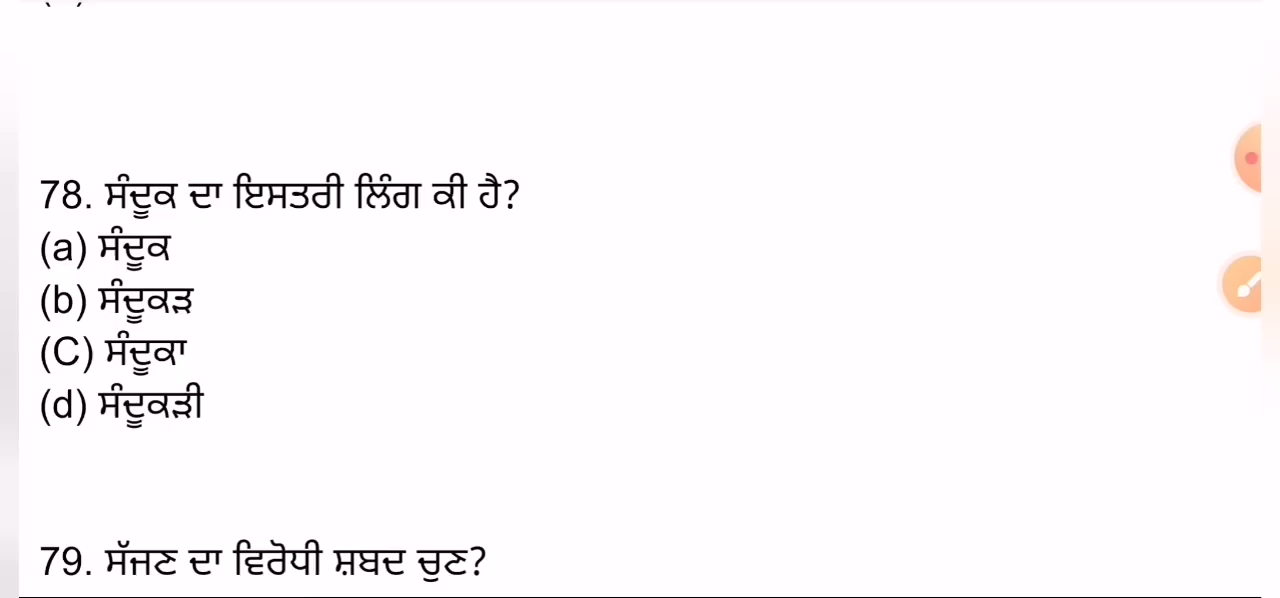 78. ਸੰਦੂਕ ਦਾ ਇਸਤਰੀ ਲਿੰਗ ਕੀ ਹੈ?
(a) ਸੰਦੂਕ
(b) ਸੰਦੂਕੜ
(C) ਸੰਦੂਕਾ
(d) ਸੰਦੂਕੜੀ
79. ਸੱਜਣ ਦਾ ਵਿਰੋਧੀ ਸ਼ਬਦ ਚੁਣ?